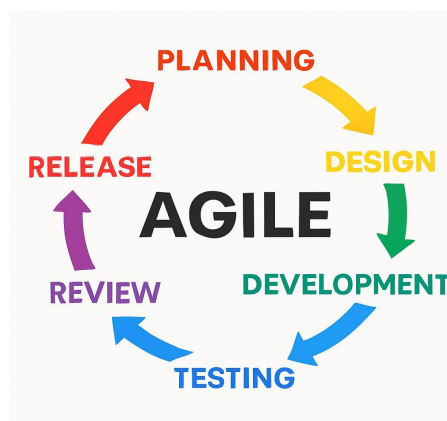 PLANNING
DESIGN
DEVELOPMENT
TESTING
REVIEW
RELEASE
AGILE